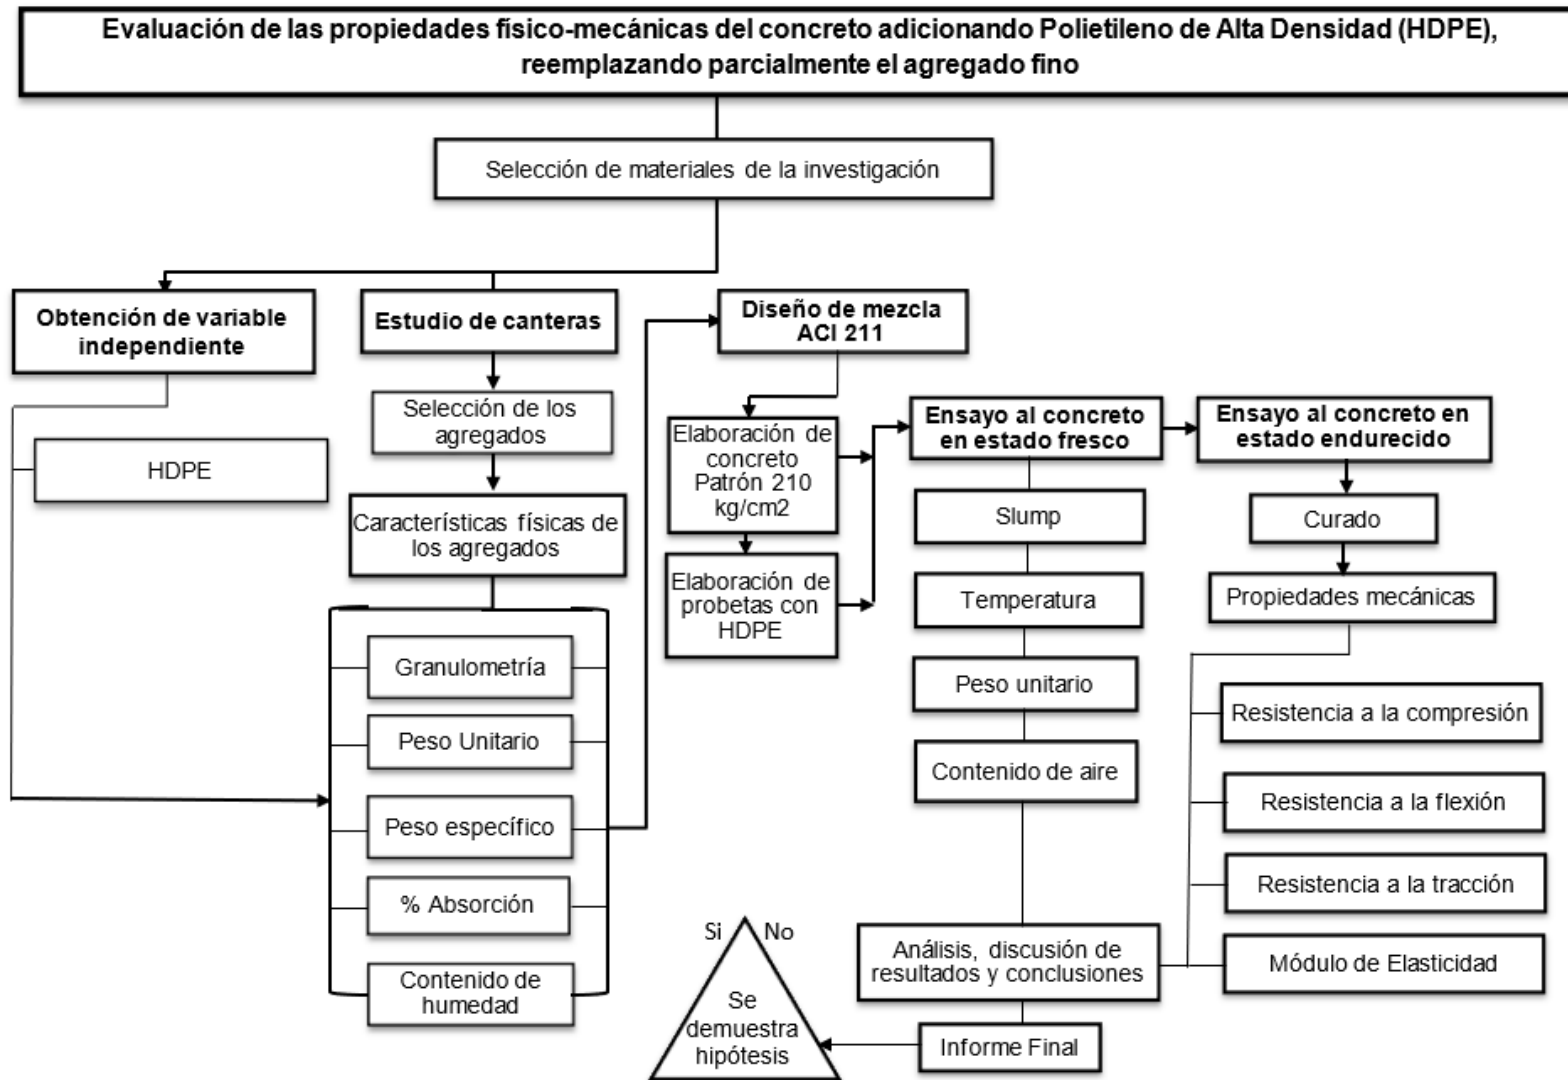 Evaluación de las propiedades físico-mecánicas del concreto adicionando Polietileno de Alta Densidad (HDPE),
reemplazando parcialmente el agregado fino
Selección de materiales de la investigación
Obtención de variable
independiente
HDPE
Estudio de canteras
Selección de los
agregados
Características físicas de
los agregados
Granulometría
Peso Unitario
Peso específico
% Absorción
Contenido de
humedad
Diseño de mezcla
ACI 211
Elaboración de
concreto
Patrón 210
kg/cm2
Elaboración de
probetas con
HDPE
Ensayo al concreto
en estado fresco
Slump
Temperatura
Peso unitario
Contenido de aire
Ensayo al concreto en
estado endurecido
Curado
Propiedades mecánicas
Resistencia a la compresión
Resistencia a la flexión
Resistencia a la tracción
Módulo de Elasticidad
Análisis, discusión de
resultados y conclusiones
Informe Final
Si No
Se
demuestra
hipótesis